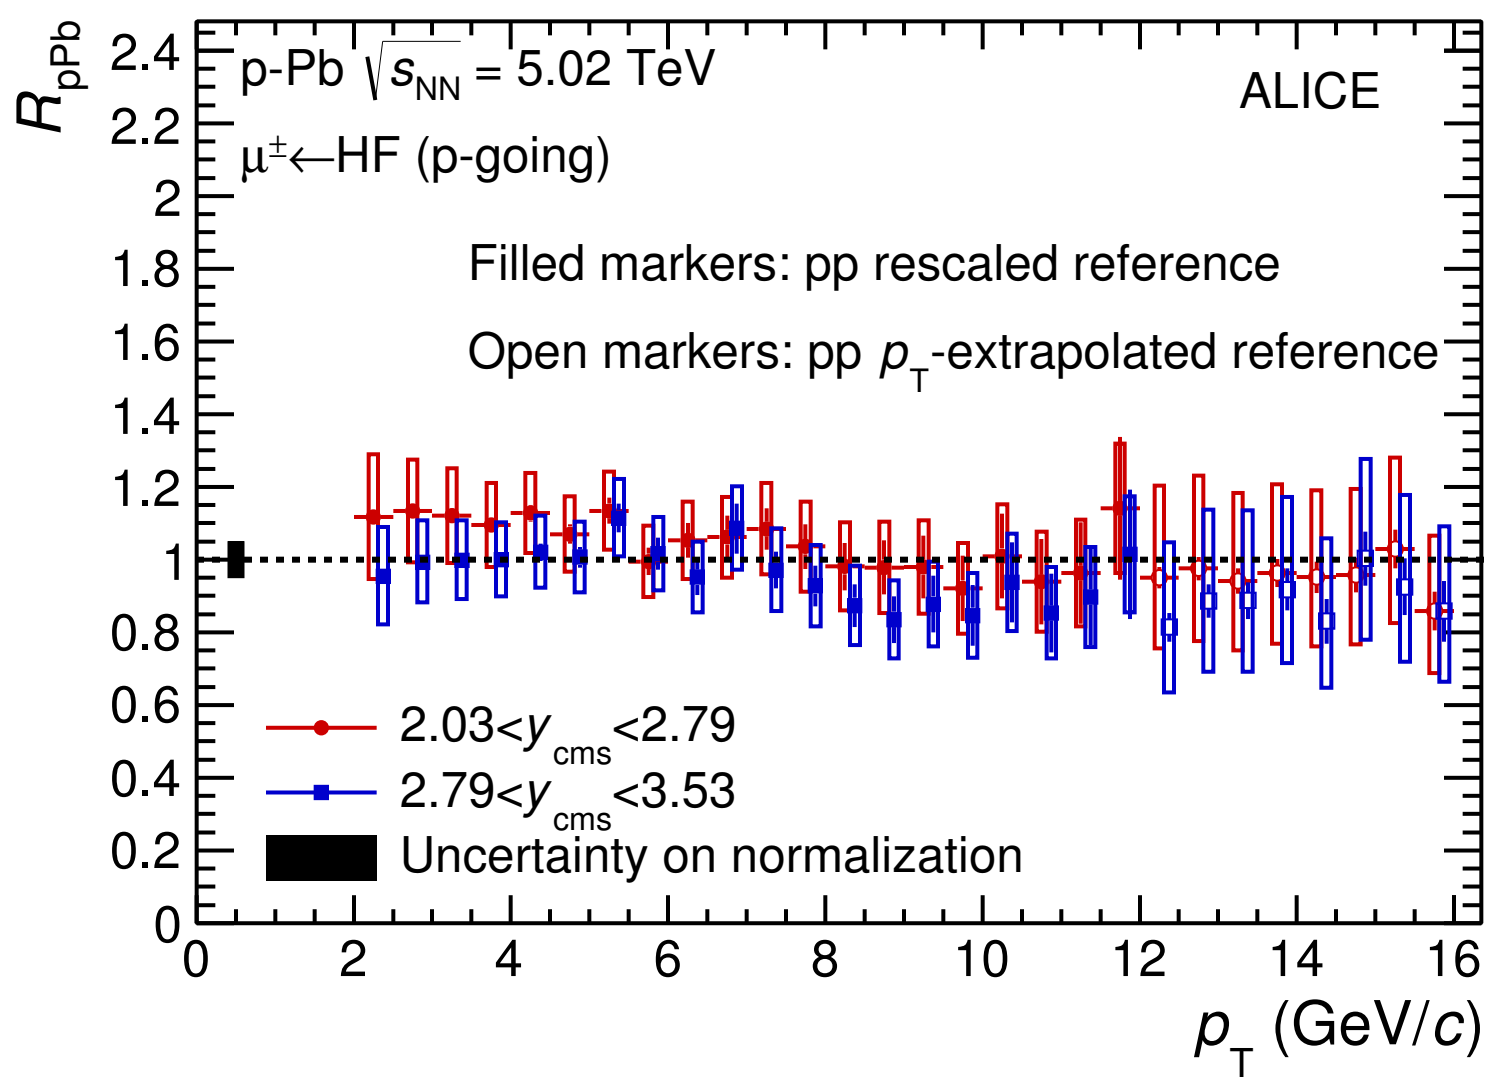 R_pPb
p-Pb √s_NN = 5.02 TeV
ALICE
μ±←HF (p-going)
Filled markers: pp rescaled reference
Open markers: pp p_T-extrapolated reference
2.03<y_cms<2.79
2.79<y_cms<3.53
Uncertainty on normalization
2.4
2.2
2
1.8
1.6
1.4
1.2
1
0.8
0.6
0.4
0.2
0
0 2 4 6 8 10 12 14 16
p_T (GeV/c)